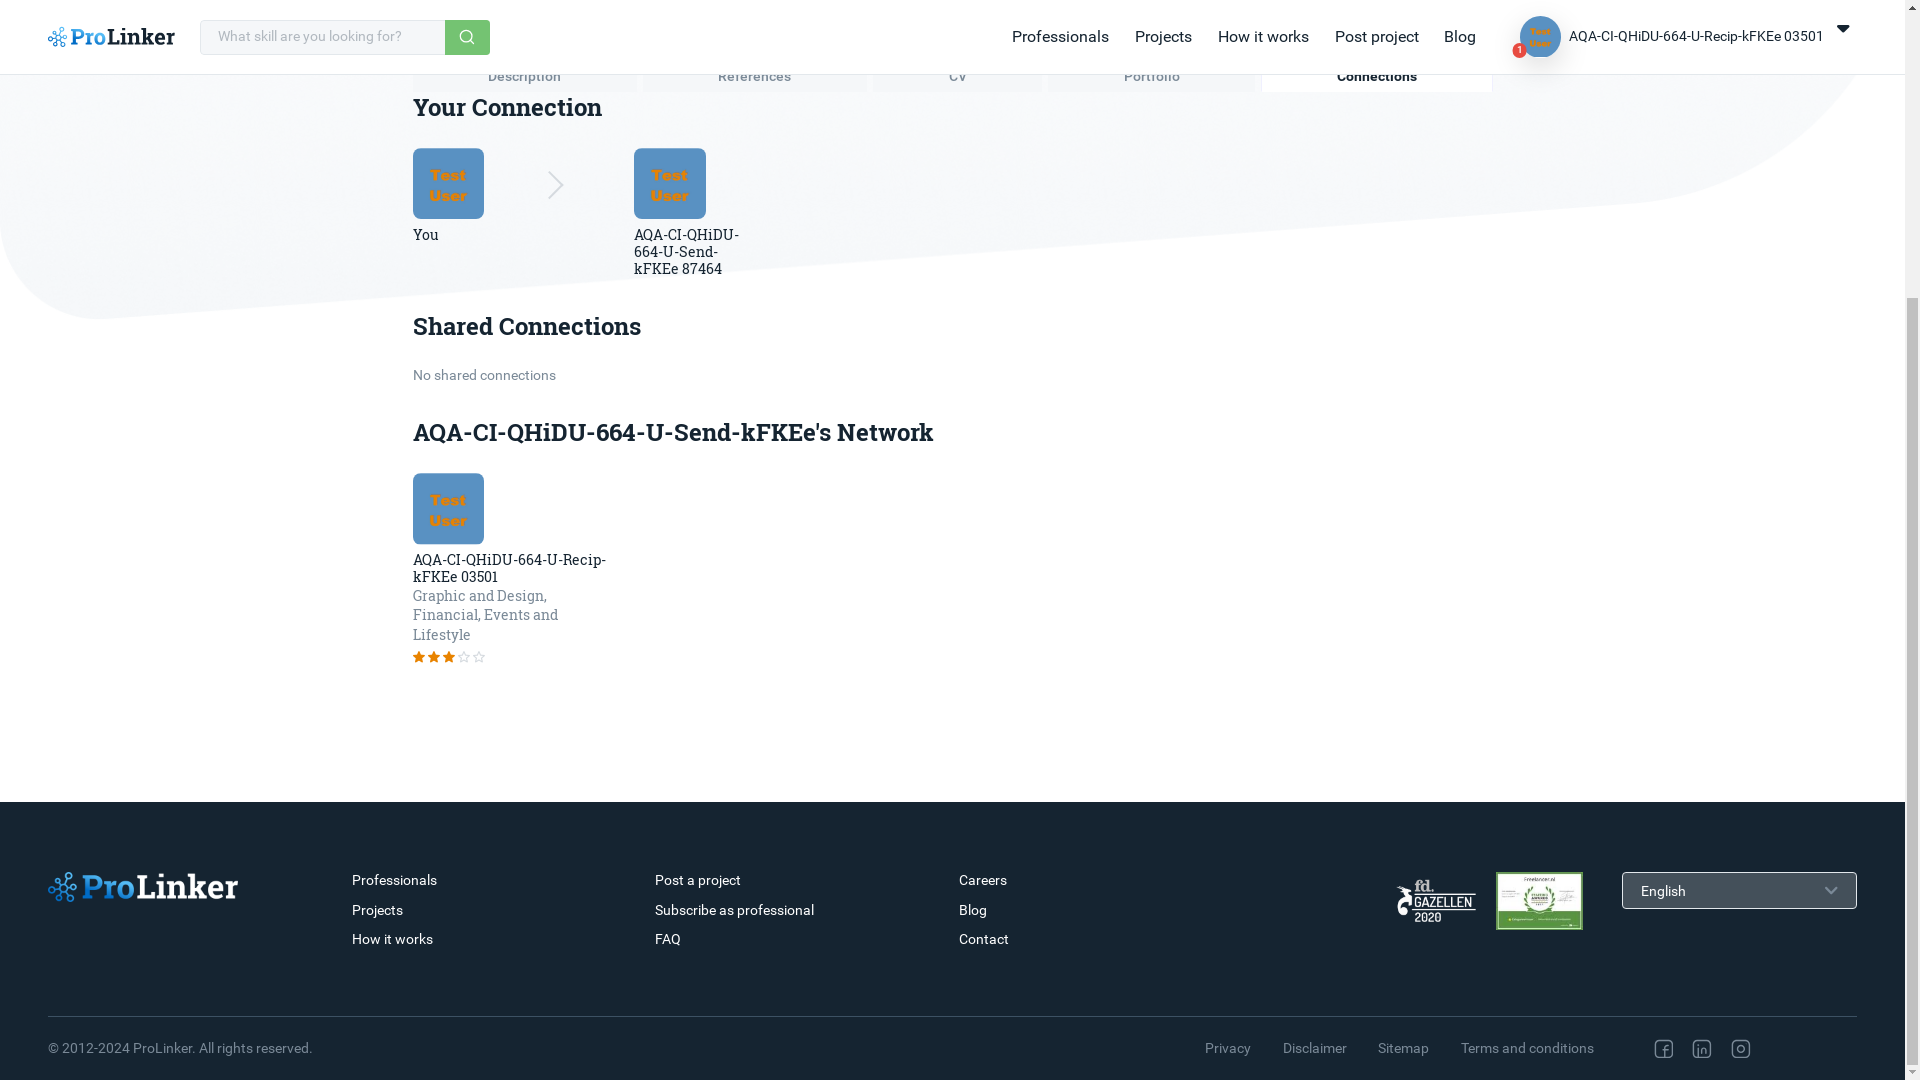 ProLinker
What skill are you looking for?
Professionals
Projects
How it works
Post project
Blog
Test
User
1
AQA-CI-QHiDU-664-U-Recip-kFKEe 03501
Description
References
CV
Portfolio
Connections
Your Connection
Test
User
Test
User
You
AQA-CI-QHiDU-
664-U-Send-
kFKEe 87464
Shared Connections
No shared connections
AQA-CI-QHiDU-664-U-Send-kFKEe's Network
Test
User
AQA-CI-QHiDU-664-U-Recip-
kFKEe 03501
Graphic and Design,
Financial, Events and
Lifestyle
ProLinker
Professionals
Projects
How it works
Post a project
Subscribe as professional
FAQ
Careers
Blog
Contact
fd.
GAZELLEN
2020
Freelancer.nl
English
© 2012-2024 ProLinker. All rights reserved.
Privacy
Disclaimer
Sitemap
Terms and conditions